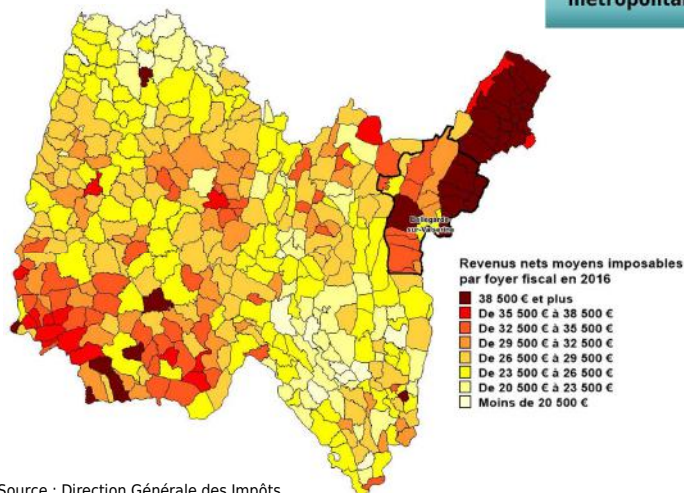 métropolita
Bellegarde
sur-Valserine
Revenus nets moyens imposables
par foyer fiscal en 2016
38 500 € et plus
De 35 500 € à 38 500 €
De 32 500 € à 35 500 €
De 29 500 € à 32 500 €
De 26 500 € à 29 500 €
De 23 500 € à 26 500 €
De 20 500 € à 23 500 €
Moins de 20 500 €
Source : Direction Générale des Impôts